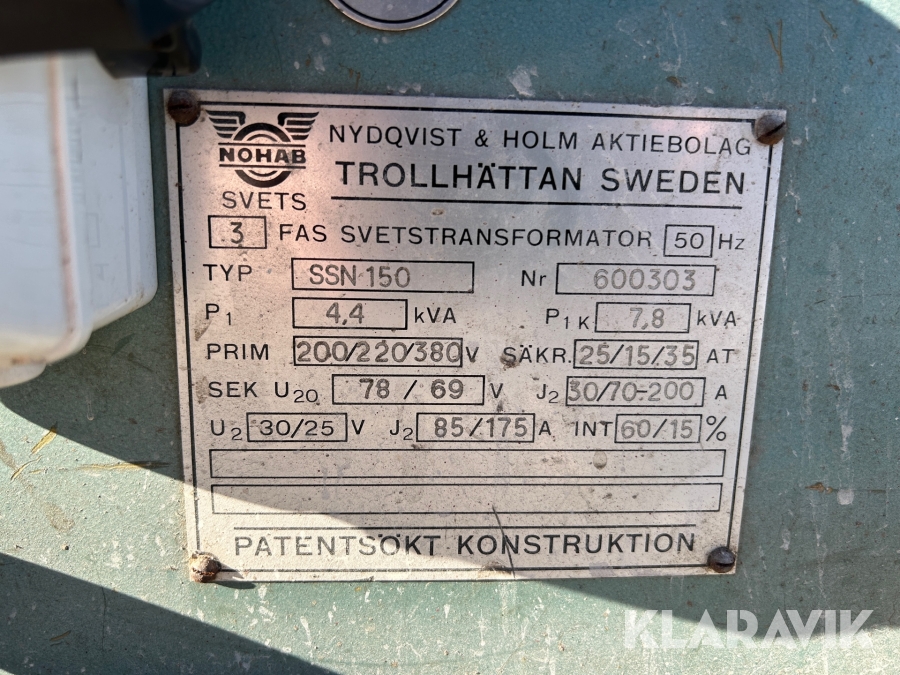 NOHAB
SVETS
NYDQVIST & HOLM AKTIEBOLAG
TROLLHÄTTAN SWEDEN
3 FAS SVETSTRANSFORMATOR 50 Hz
TYP SSN 150 Nr 600303
P1 4,4 kVA P1K 7,8 kVA
PRIM 200/220/380 V SÄKR. 25/15/35 AT
SEK U20 78 / 69 V J2 30/70-200 A
U2 30/25 V J2 85/175 A INT 60/15 %
PATENTSÖKT KONSTRUKTION
KLARAVIK